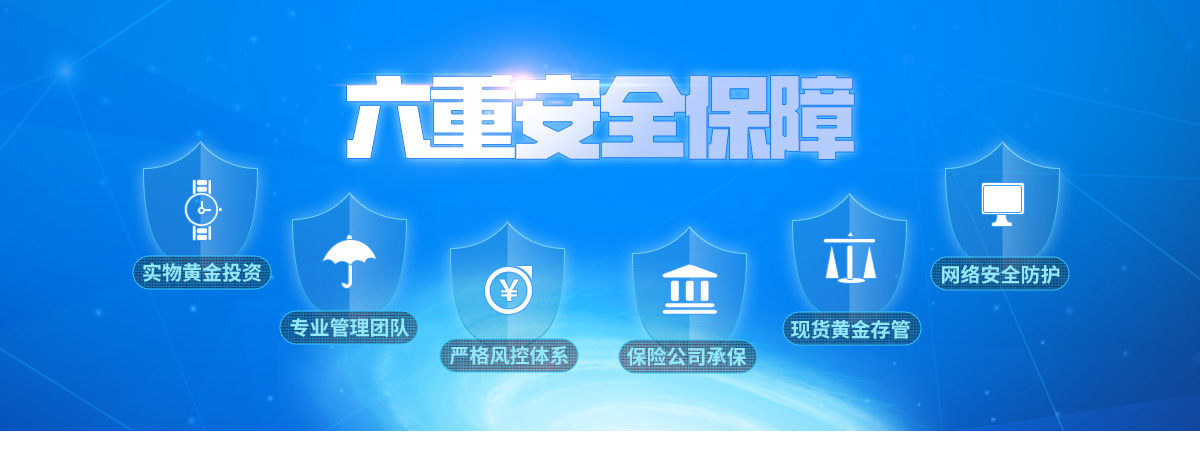 六重安全保障
实物黄金投资
专业管理团队
严格风控体系
保险公司承保
现货黄金存管
网络安全防护